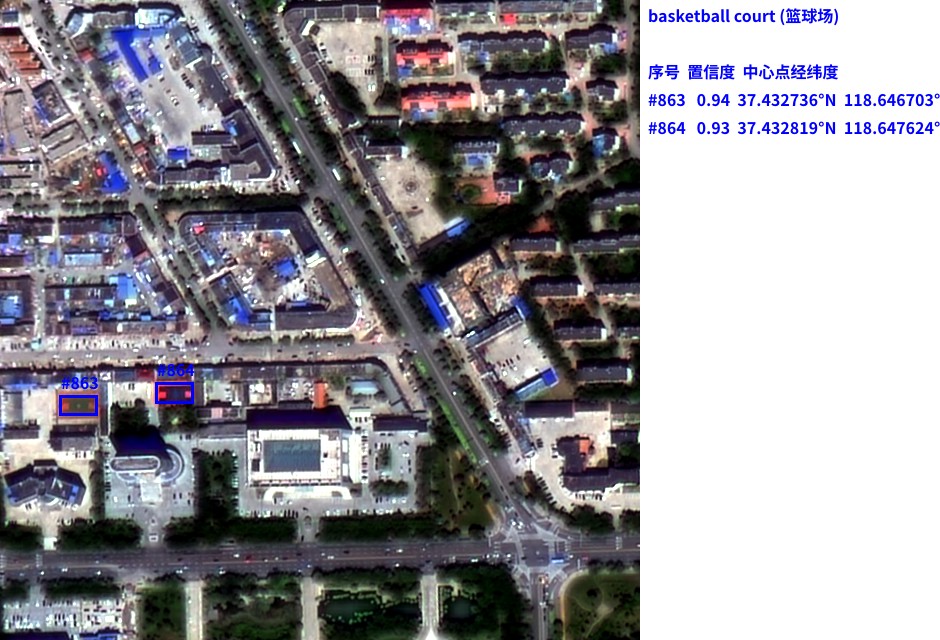 basketball court (篮球场)
序号 置信度 中心点经纬度
#863 0.94 37.432736°N 118.646703°
#864 0.93 37.432819°N 118.647624°
#863
#864